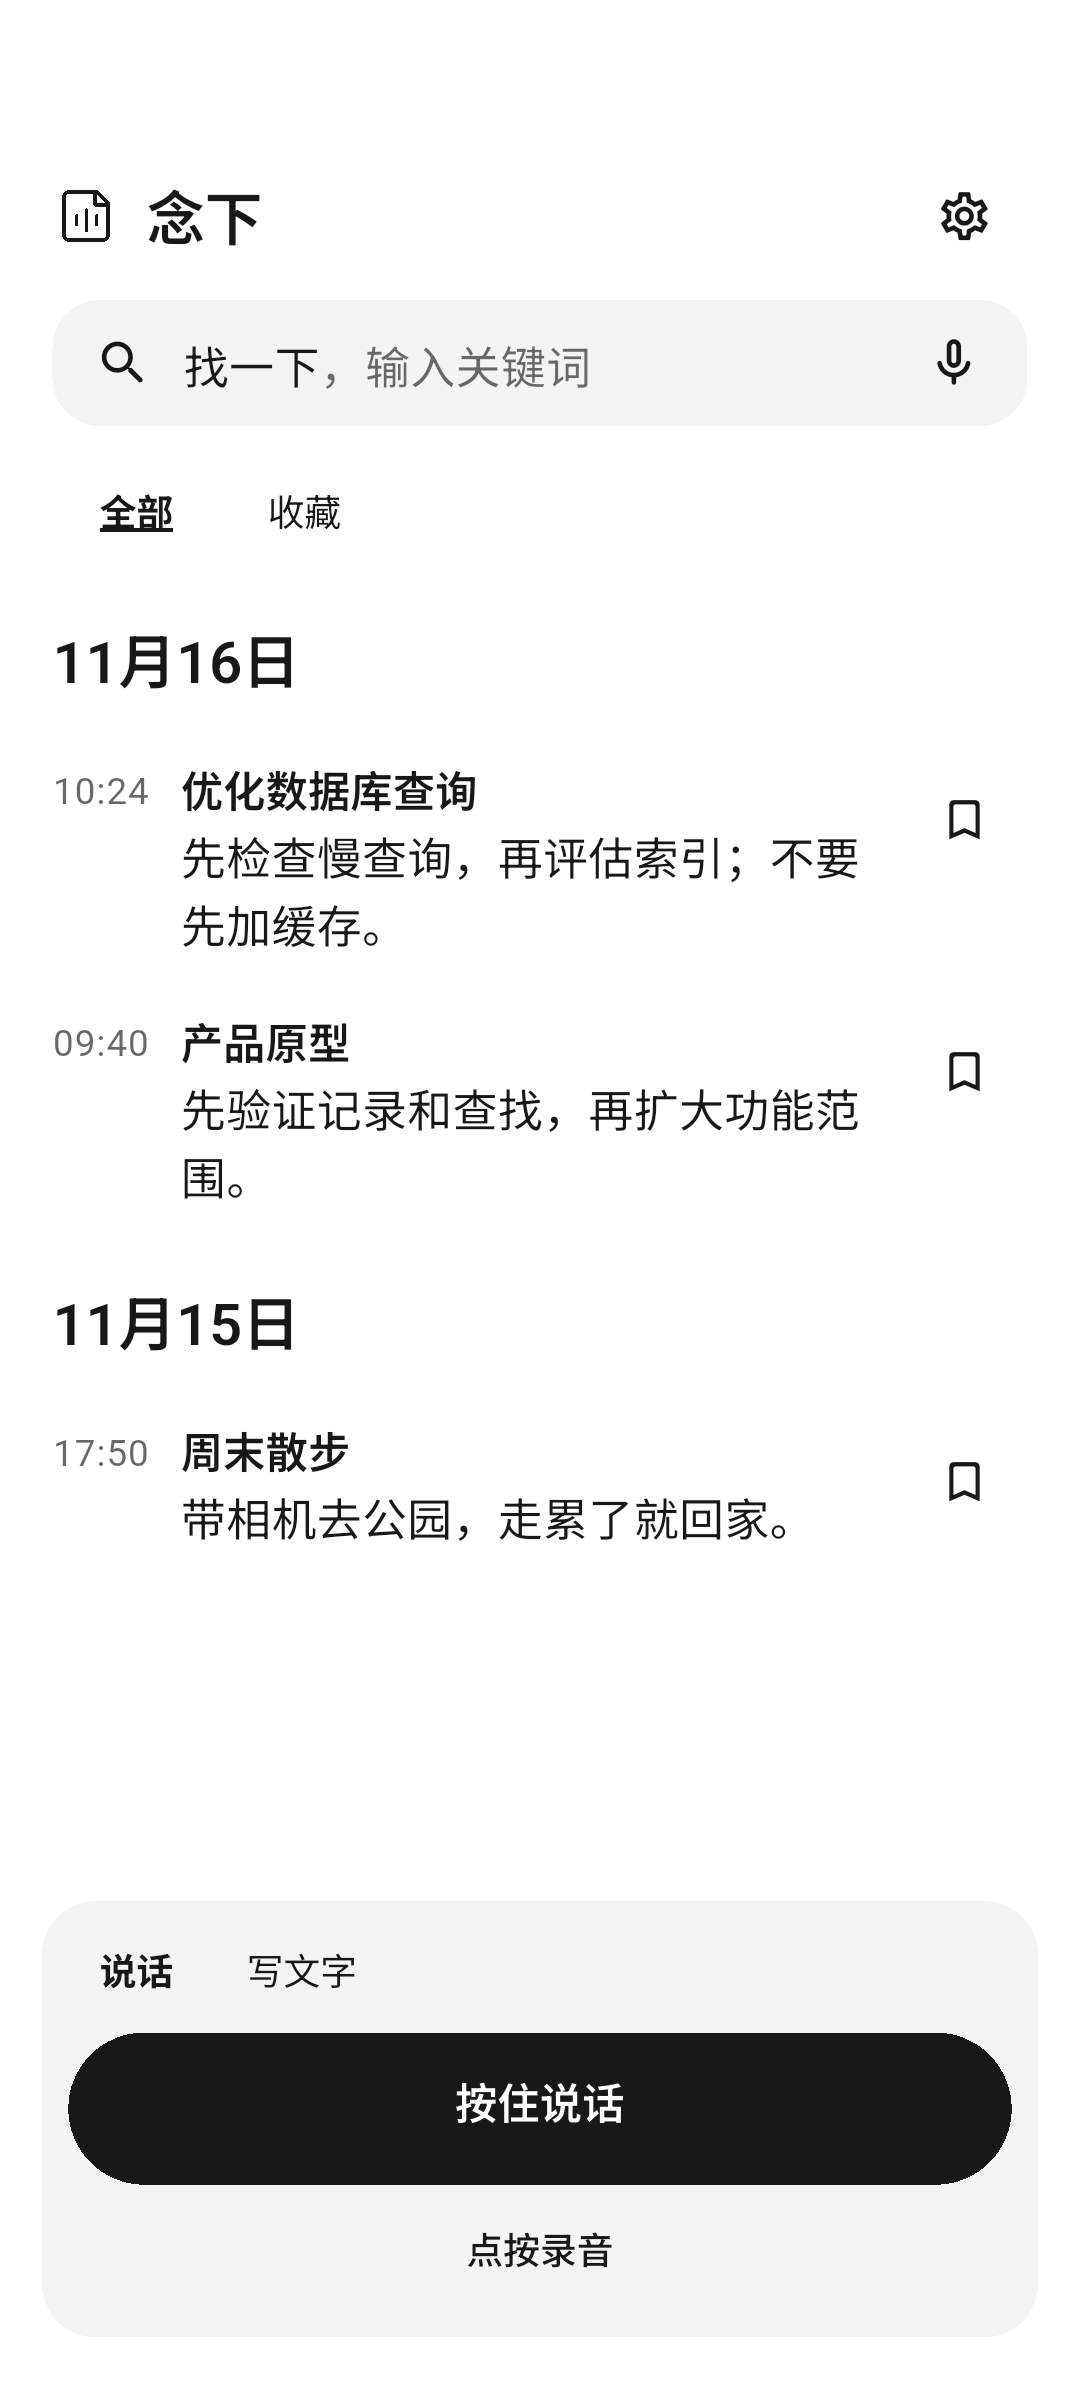 念下
找一下，输入关键词
全部 收藏
11月16日
10:24 优化数据库查询
先检查慢查询，再评估索引；不要
先加缓存。
09:40 产品原型
先验证记录和查找，再扩大功能范
围。
11月15日
17:50 周末散步
带相机去公园，走累了就回家。
说话 写文字
按住说话
点按录音